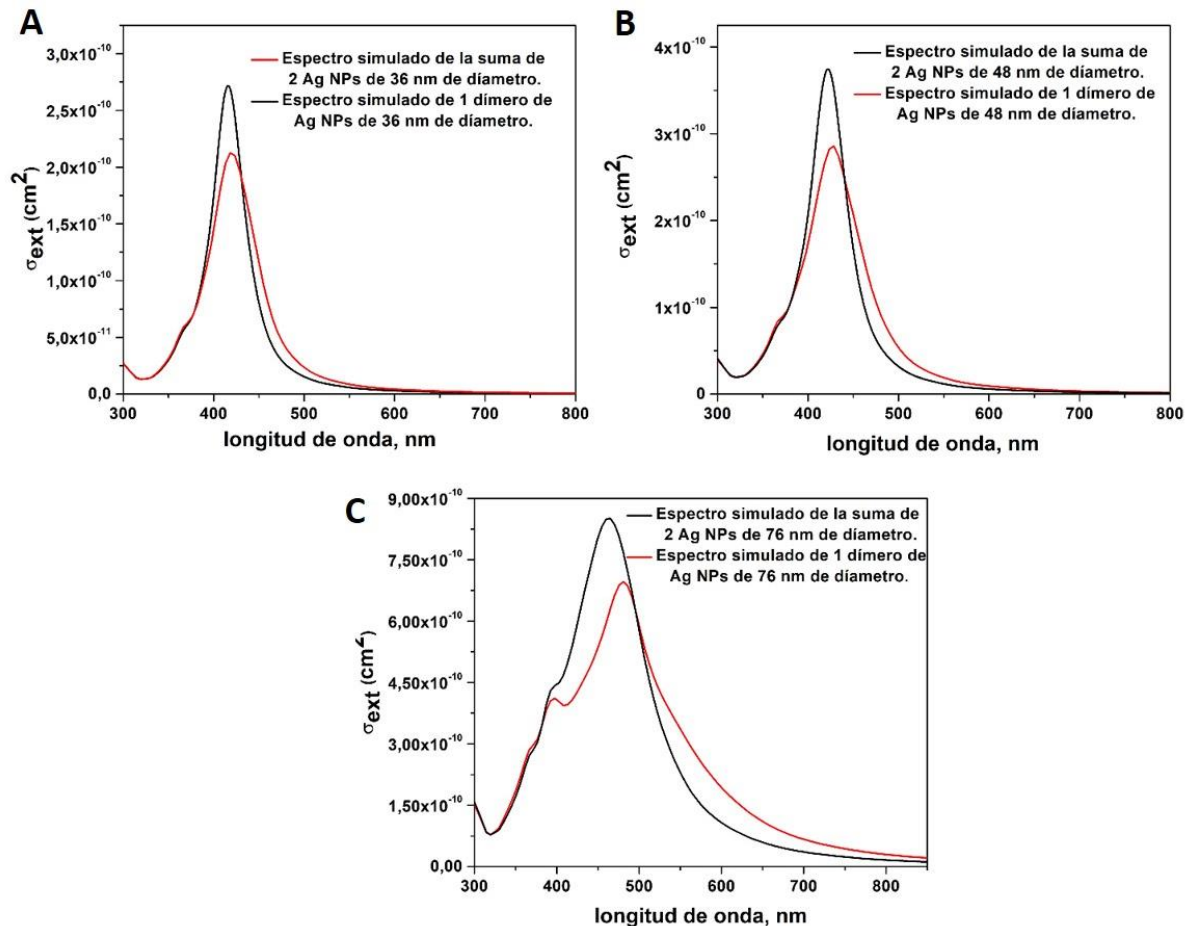 A
3,0x10-10
2,5x10-10
2,0x10-10
1,5x10-10
1,0x10-10
5,0x10-11
0,0
σext (cm2)
Espectro simulado de la suma de
2 Ag NPs de 36 nm de díametro.
Espectro simulado de 1 dímero de
Ag NPs de 36 nm de díametro.
300 400 500 600 700 800
longitud de onda, nm
B
4x10-10
3x10-10
2x10-10
1x10-10
0
σext (cm2)
Espectro simulado de la suma de
2 Ag NPs de 48 nm de díametro.
Espectro simulado de 1 dímero de
Ag NPs de 48 nm de díametro.
300 400 500 600 700 800
longitud de onda, nm
C
9,00x10-10
7,50x10-10
6,00x10-10
4,50x10-10
3,00x10-10
1,50x10-10
0,00
σext (cm2)
Espectro simulado de la suma de
2 Ag NPs de 76 nm de díametro.
Espectro simulado de 1 dímero de
Ag NPs de 76 nm de díametro.
300 400 500 600 700 800
longitud de onda, nm